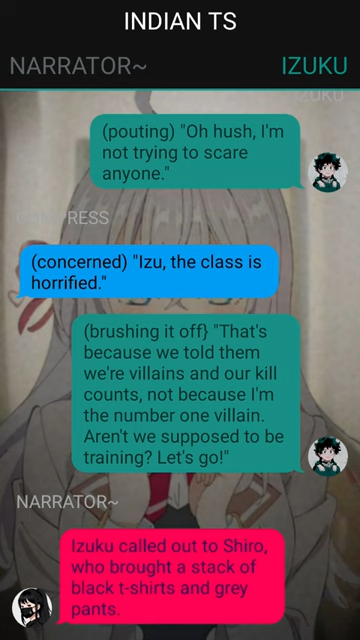 INDIAN TS
NARRATOR~ IZUKU
IZUKU
(pouting) "Oh hush, I'm
not trying to scare
anyone."
COMPRESS
(concerned) "Izu, the class is
horrified."
(brushing it off} "That's
because we told them
we're villains and our kill
counts, not because I'm
the number one villain.
Aren't we supposed to be
training? Let's go!"
NARRATOR~
Izuku called out to Shiro,
who brought a stack of
black t-shirts and grey
pants.